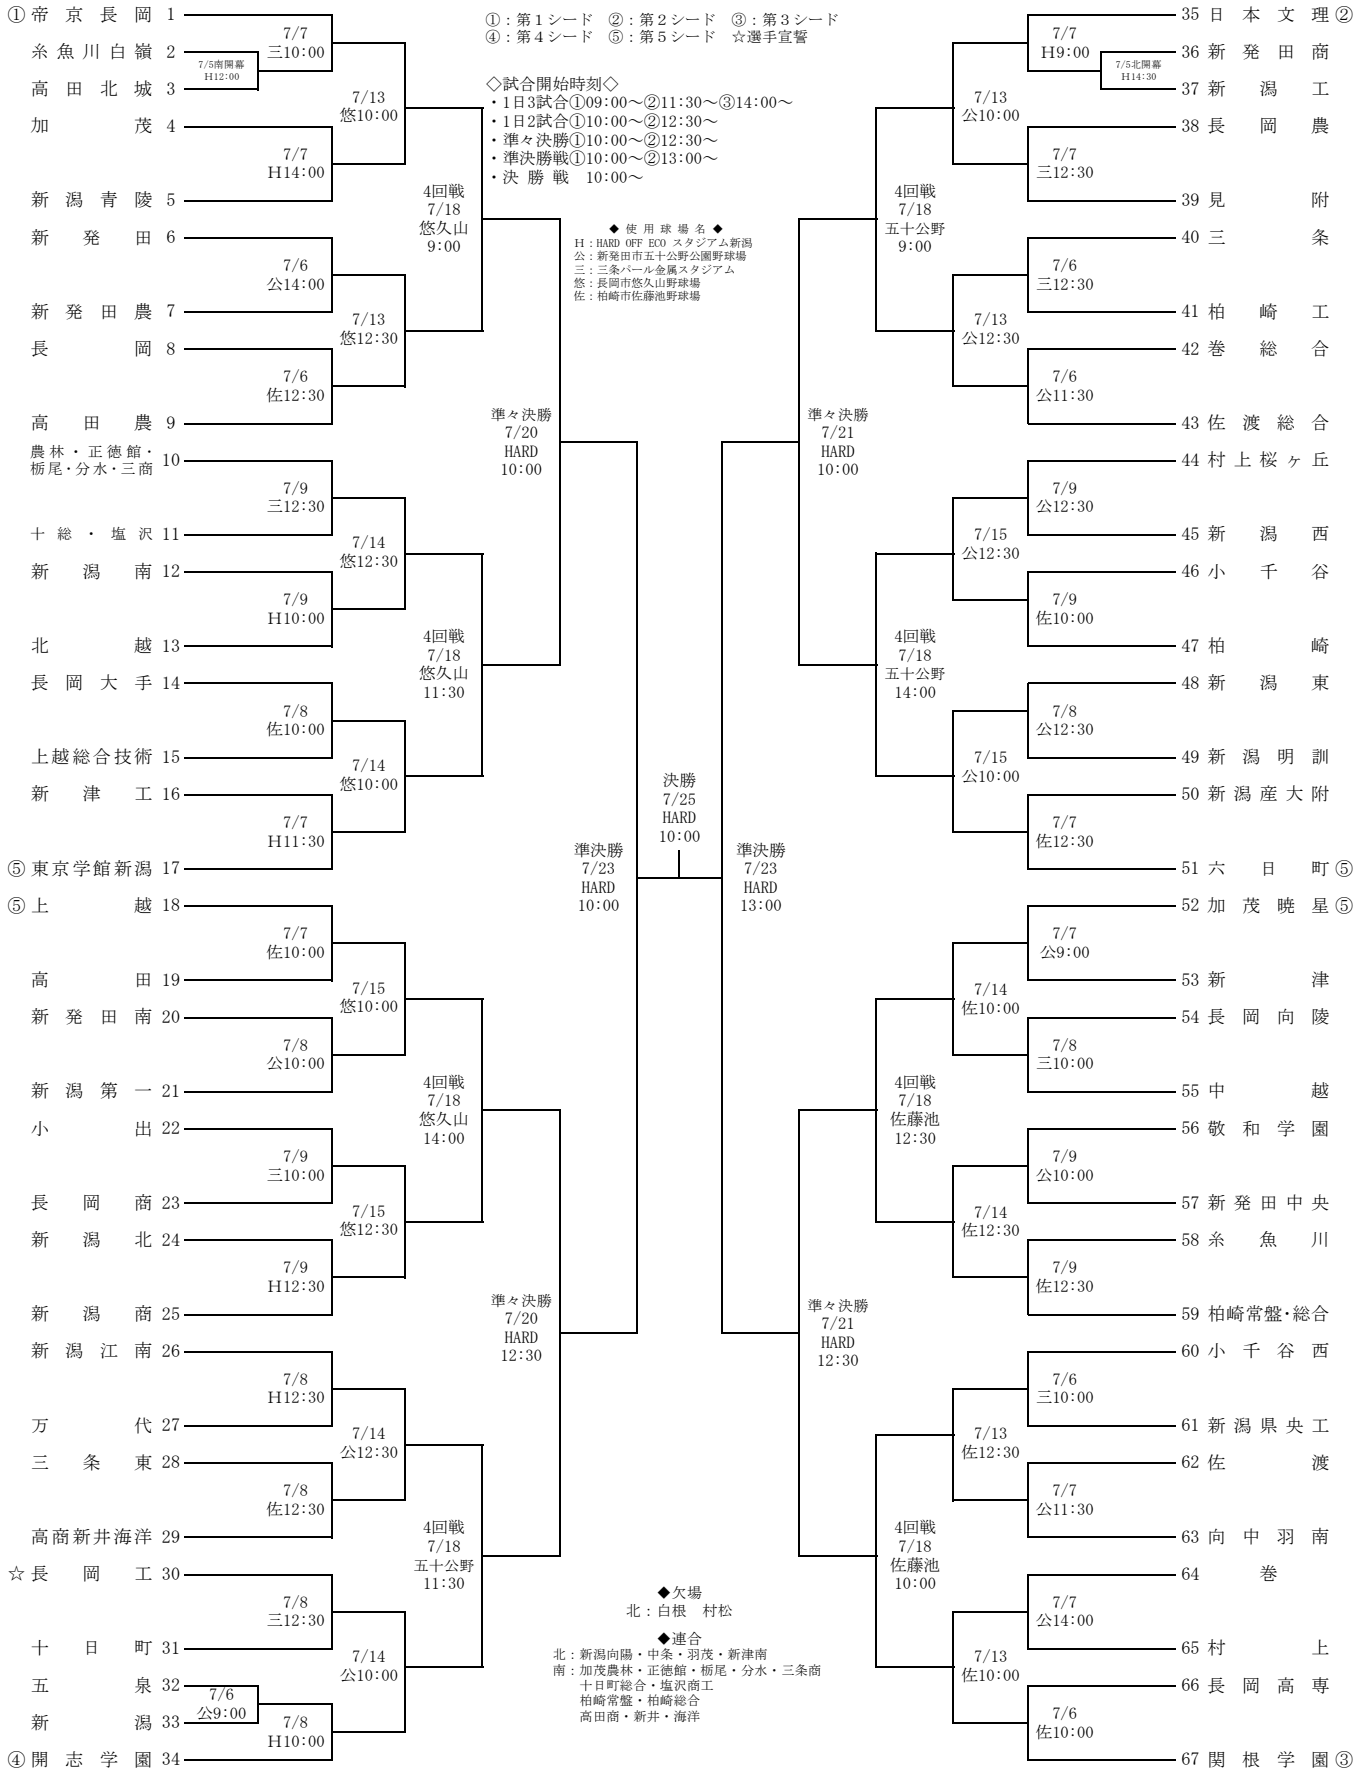 ①：第１シード　②：第２シード　③：第３シード
④：第４シード　⑤：第５シード　☆選手宣誓
◇試合開始時刻◇
・1日3試合①09:00～②11:30～③14:00～
・1日2試合①10:00～②12:30～
・準々決勝①10:00～②12:30～
・準決勝戦①10:00～②13:00～
・決 勝 戦　10:00～
◆ 使 用 球 場 名 ◆
H：HARD OFF ECO スタジアム新潟
公：新発田市五十公野公園野球場
三：三条パール金属スタジアム
悠：長岡市悠久山野球場
佐：柏崎市佐藤池野球場
① 帝京長岡 1
糸魚川白嶺 2
高田北城 3
加茂 4
新潟青陵 5
新発田 6
新発田農 7
長岡 8
高田農 9
農林・正徳館・
栃尾・分水・三商 10
十総・塩沢 11
新潟南 12
北越 13
長岡大手 14
上越総合技術 15
新津工 16
⑤ 東京学館新潟 17
⑤ 上越 18
高田 19
新発田南 20
新潟第一 21
小出 22
長岡商 23
新潟北 24
新潟商 25
新潟江南 26
万代 27
三条東 28
高商新井海洋 29
☆ 長岡工 30
十日町 31
五泉 32
新潟 33
④ 開志学園 34
7/5南開幕
H12:00
7/6
公9:00
7/7
三10:00
7/7
H14:00
7/6
公14:00
7/6
佐12:30
7/9
三12:30
7/9
H10:00
7/8
佐10:00
7/7
H11:30
7/7
佐10:00
7/8
公10:00
7/9
三10:00
7/9
H12:30
7/8
H12:30
7/8
佐12:30
7/8
三12:30
7/8
H10:00
7/13
悠10:00
7/13
悠12:30
7/14
悠12:30
7/14
悠10:00
7/15
悠10:00
7/15
悠12:30
7/14
公12:30
7/14
公10:00
4回戦
7/18
悠久山
9:00
4回戦
7/18
悠久山
11:30
4回戦
7/18
悠久山
14:00
4回戦
7/18
五十公野
11:30
準々決勝
7/20
HARD
10:00
準々決勝
7/20
HARD
12:30
準決勝
7/23
HARD
10:00
決勝
7/25
HARD
10:00
準決勝
7/23
HARD
13:00
準々決勝
7/21
HARD
10:00
準々決勝
7/21
HARD
12:30
4回戦
7/18
五十公野
9:00
4回戦
7/18
五十公野
14:00
4回戦
7/18
佐藤池
12:30
4回戦
7/18
佐藤池
10:00
7/13
公10:00
7/13
公12:30
7/15
公12:30
7/15
公10:00
7/14
佐10:00
7/14
佐12:30
7/13
佐12:30
7/13
佐10:00
7/7
H9:00
7/7
三12:30
7/6
三12:30
7/6
公11:30
7/9
公12:30
7/9
佐10:00
7/8
公12:30
7/7
佐12:30
7/7
公9:00
7/8
三10:00
7/9
公10:00
7/9
佐12:30
7/6
三10:00
7/7
公11:30
7/7
公14:00
7/6
佐10:00
7/5北開幕
H14:30
35 日本文理 ②
36 新発田商
37 新潟工
38 長岡農
39 見附
40 三条
41 柏崎工
42 巻総合
43 佐渡総合
44 村上桜ヶ丘
45 新潟西
46 小千谷
47 柏崎
48 新潟東
49 新潟明訓
50 新潟産大附
51 六日町 ⑤
52 加茂暁星 ⑤
53 新津
54 長岡向陵
55 中越
56 敬和学園
57 新発田中央
58 糸魚川
59 柏崎常盤・総合
60 小千谷西
61 新潟県央工
62 佐渡
63 向中羽南
64 巻
65 村上
66 長岡高専
67 関根学園 ③
◆欠場
北：白根　村松
◆連合
北：新潟向陽・中条・羽茂・新津南
南：加茂農林・正徳館・栃尾・分水・三条商
十日町総合・塩沢商工
柏崎常盤・柏崎総合
高田商・新井・海洋